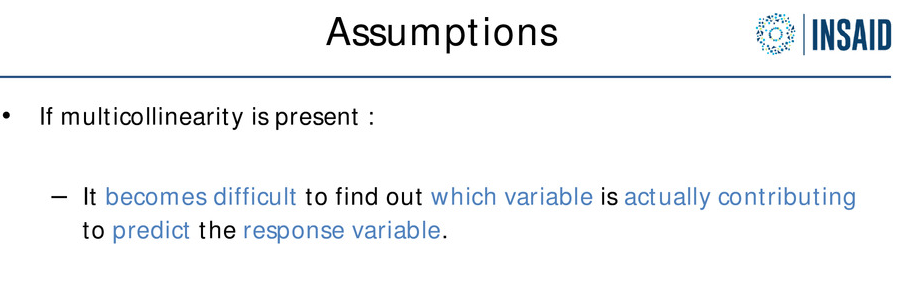 Assumptions
INSAID
• If multicollinearity is present :
– It becomes difficult to find out which variable is actually contributing
to predict the response variable.